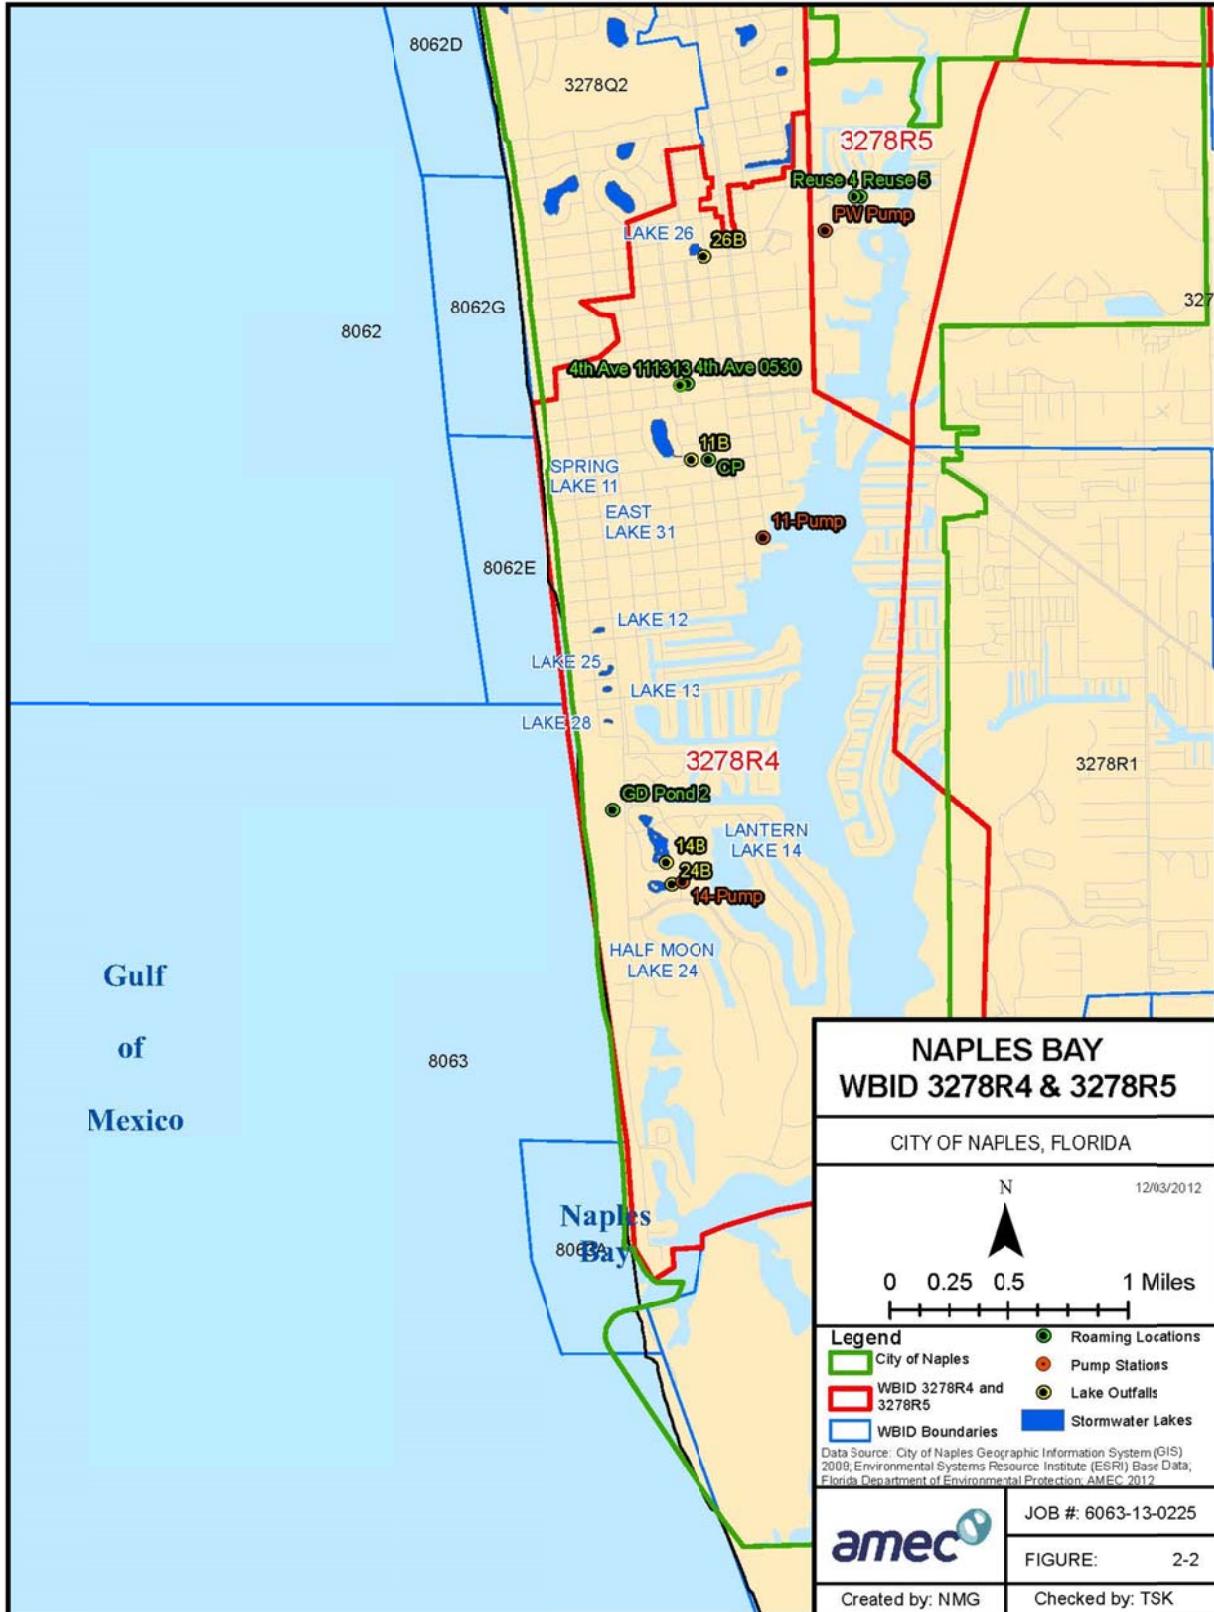 8062D
3278Q2
3278R5
Reuse 4 Reuse 5
PW Pump
LAKE 26
26B
8062G
8062
327
4th Ave 111313 4th Ave 0530
11B
CP
SPRING
LAKE 11
EAST
LAKE 31
11-Pump
8062E
LAKE 12
LAKE 25
LAKE 13
LAKE 28
3278R4
3278R1
GD Pond 2
LANTERN
LAKE 14
14B
24B
14-Pump
HALF MOON
LAKE 24
Gulf
of
Mexico
8063
Naples
Bay
8063A
NAPLES BAY
WBID 3278R4 & 3278R5
CITY OF NAPLES, FLORIDA
N
12/03/2012
0 0.25 0.5 1 Miles
Legend
City of Naples
WBID 3278R4 and
3278R5
WBID Boundaries
Roaming Locations
Pump Stations
Lake Outfalls
Stormwater Lakes
Data Source: City of Naples Geographic Information System (GIS)
2009; Environmental Systems Resource Institute (ESRI) Base Data;
Florida Department of Environmental Protection; AMEC 2012
amec
JOB #: 6063-13-0225
FIGURE: 2-2
Created by: NMG
Checked by: TSK